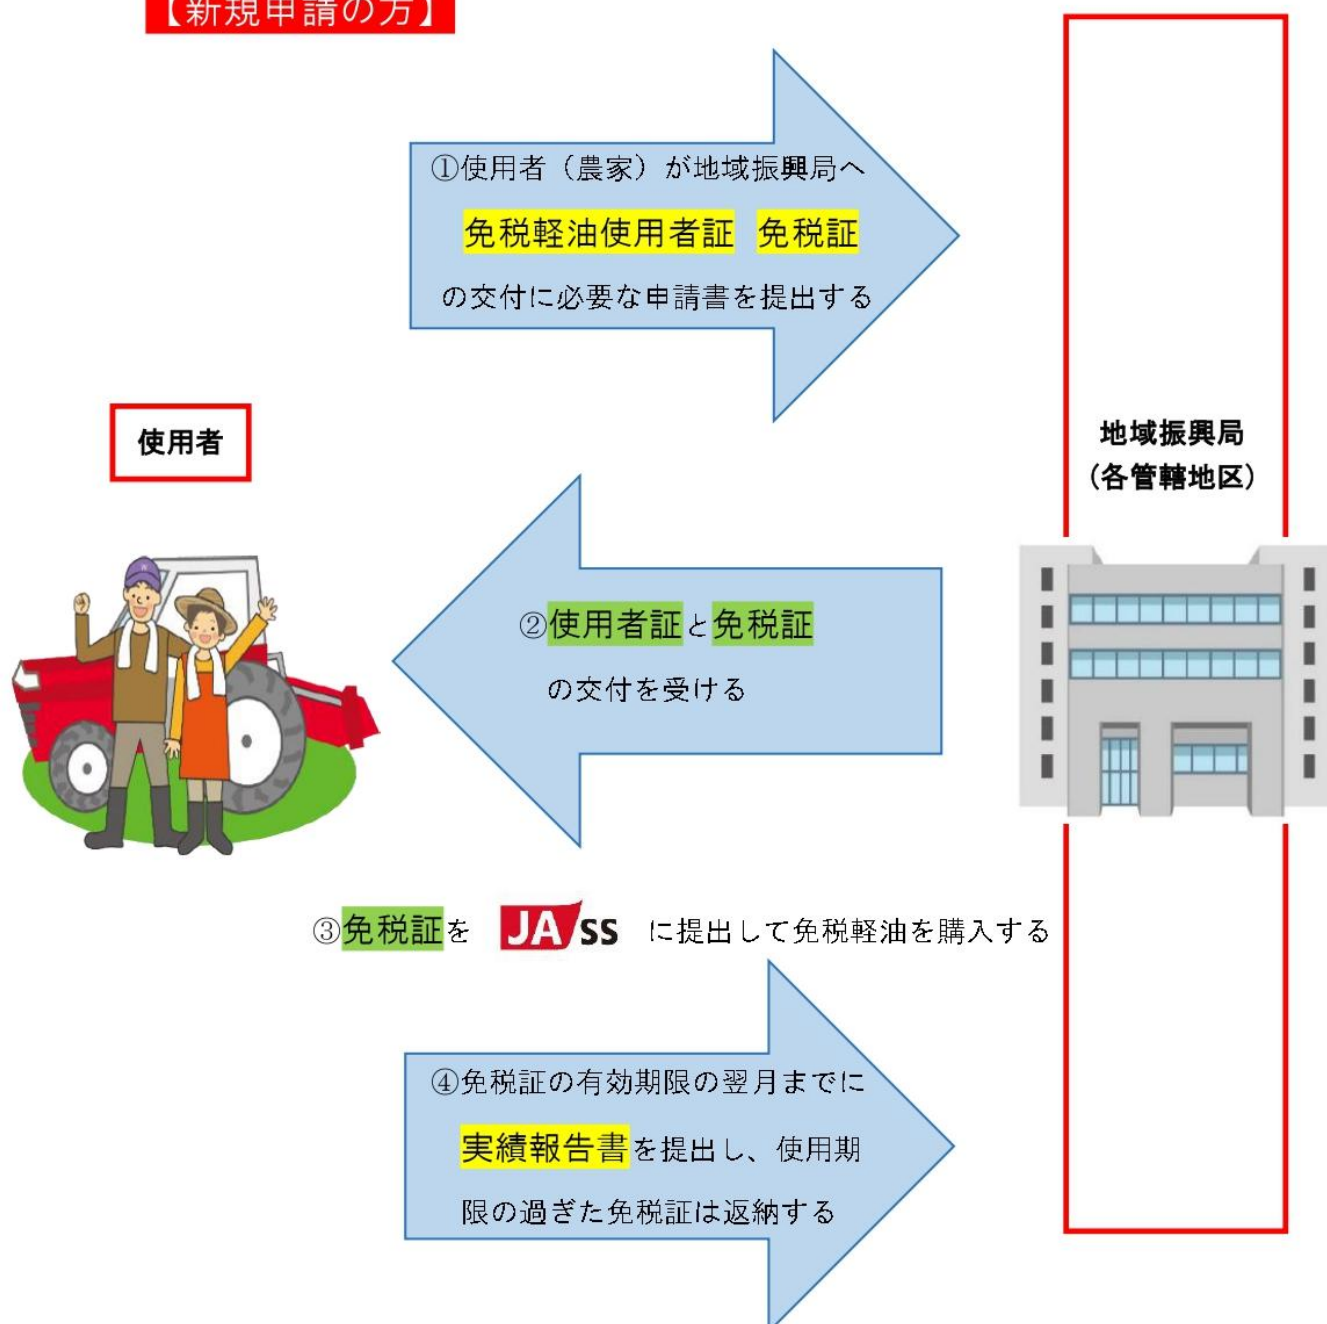 【新規申請の方】
①使用者（農家）が地域振興局へ
免税軽油使用者証 免税証
の交付に必要な申請書を提出する
使用者
地域振興局
（各管轄地区）
②使用者証と免税証
の交付を受ける
③免税証を JA SS に提出して免税軽油を購入する
④免税証の有効期限の翌月までに
実績報告書を提出し、使用期
限の過ぎた免税証は返納する